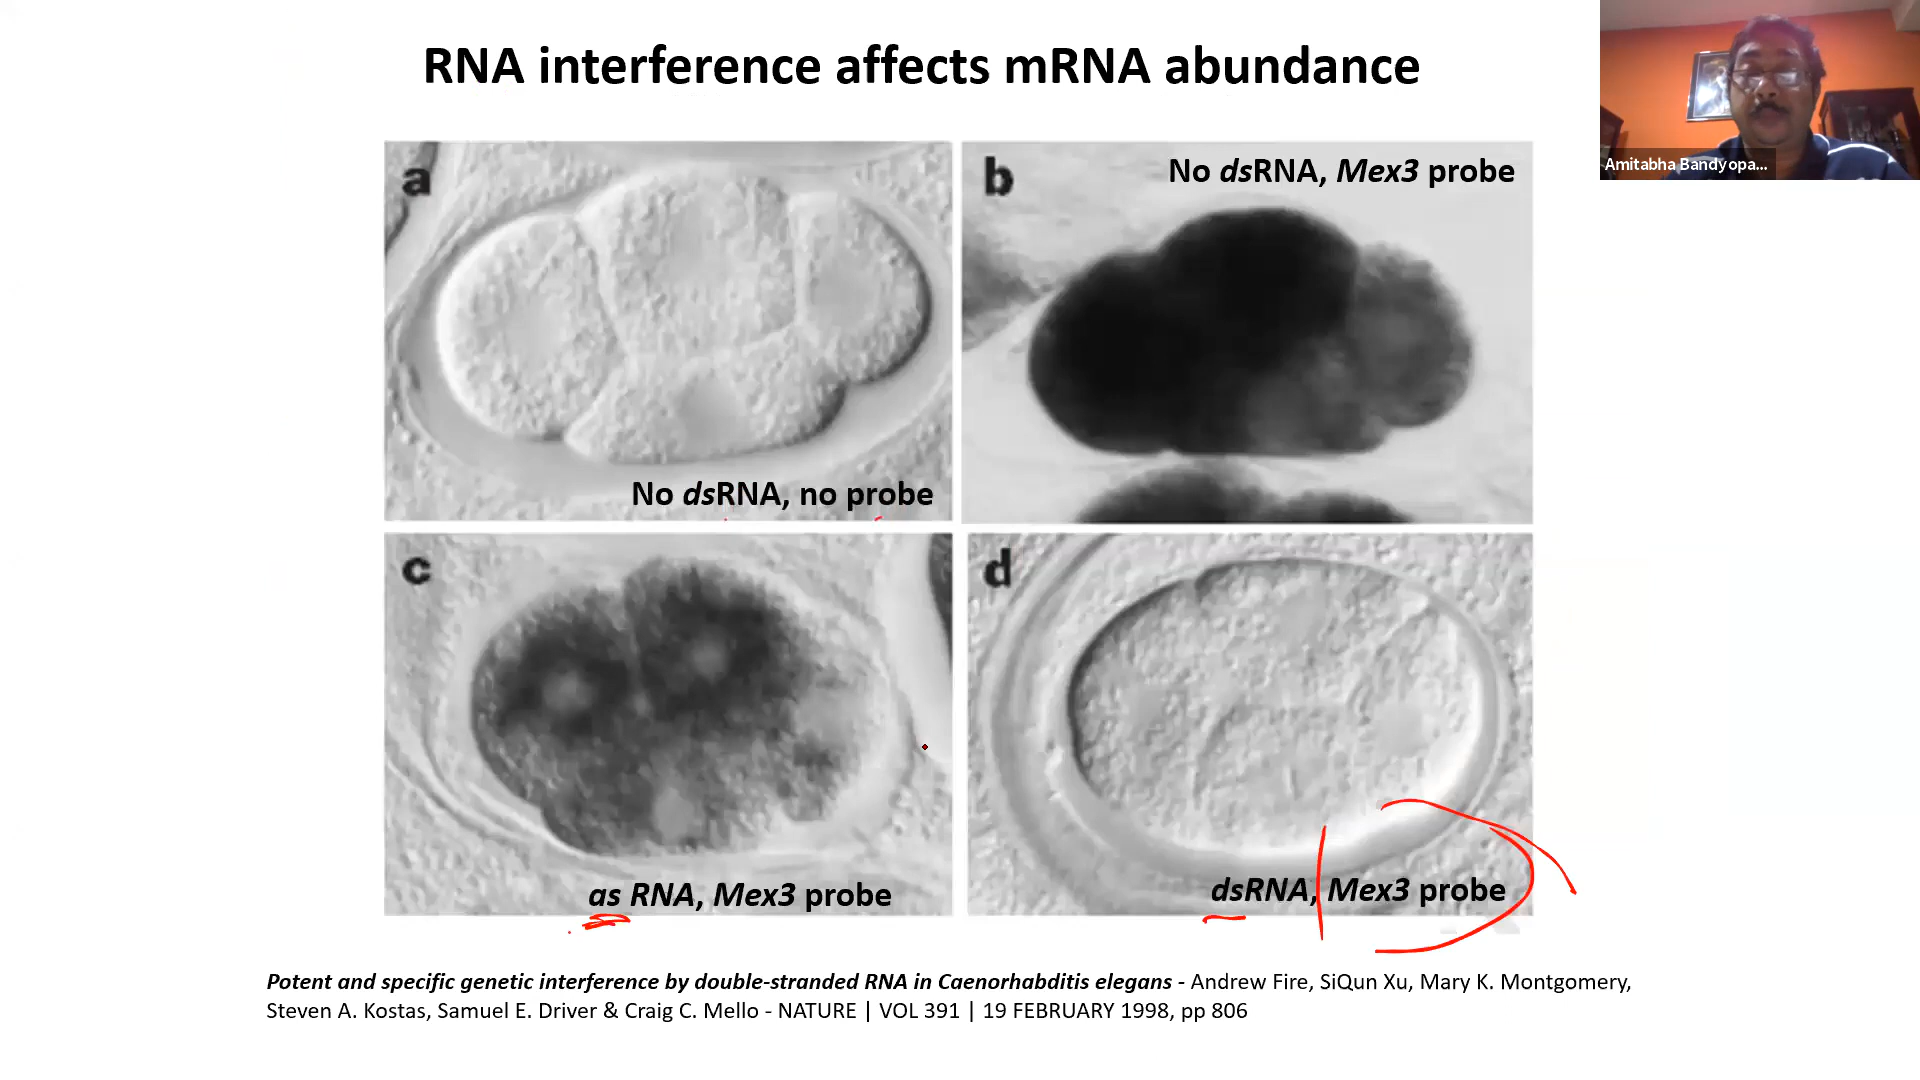 RNA interference affects mRNA abundance
Amitabha Bandyopa...
a
No dsRNA, no probe
b
No dsRNA, Mex3 probe
c
as RNA, Mex3 probe
d
dsRNA, Mex3 probe
Potent and specific genetic interference by double-stranded RNA in Caenorhabditis elegans - Andrew Fire, SiQun Xu, Mary K. Montgomery,
Steven A. Kostas, Samuel E. Driver & Craig C. Mello - NATURE | VOL 391 | 19 FEBRUARY 1998, pp 806